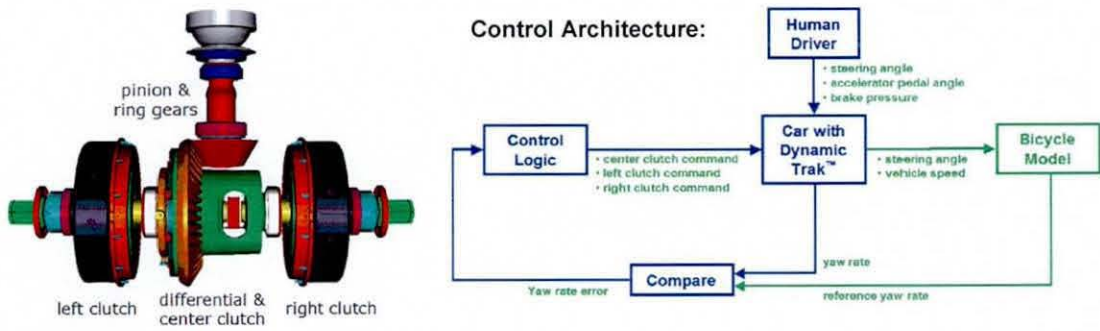 pinion &
ring gears
left clutch
differential &
center clutch
right clutch
Control Architecture:
Human
Driver
• steering angle
• accelerator pedal angle
• brake pressure
Control
Logic
• center clutch command
• left clutch command
• right clutch command
Car with
Dynamic
Trak™
• steering angle
• vehicle speed
Bicycle
Model
yaw rate
Compare
Yaw rate error
reference yaw rate